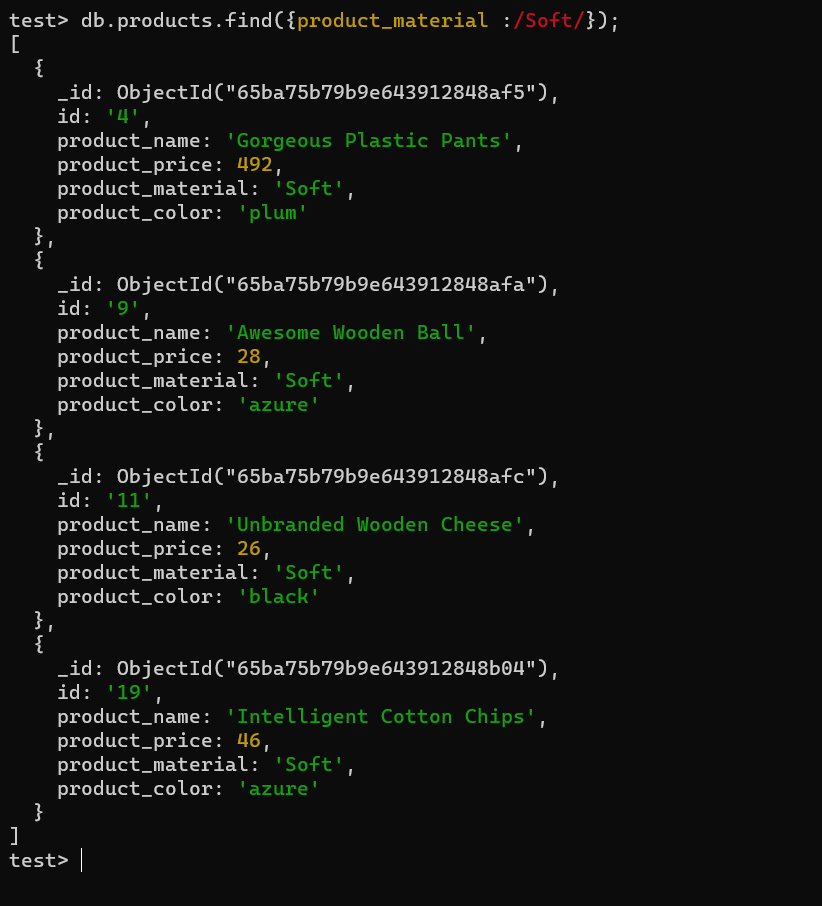 test> db.products.find({product_material :/Soft/});
[
  {
    _id: ObjectId("65ba75b79b9e643912848af5"),
    id: '4',
    product_name: 'Gorgeous Plastic Pants',
    product_price: 492,
    product_material: 'Soft',
    product_color: 'plum'
  },
  {
    _id: ObjectId("65ba75b79b9e643912848afa"),
    id: '9',
    product_name: 'Awesome Wooden Ball',
    product_price: 28,
    product_material: 'Soft',
    product_color: 'azure'
  },
  {
    _id: ObjectId("65ba75b79b9e643912848afc"),
    id: '11',
    product_name: 'Unbranded Wooden Cheese',
    product_price: 26,
    product_material: 'Soft',
    product_color: 'black'
  },
  {
    _id: ObjectId("65ba75b79b9e643912848b04"),
    id: '19',
    product_name: 'Intelligent Cotton Chips',
    product_price: 46,
    product_material: 'Soft',
    product_color: 'azure'
  }
]
test>